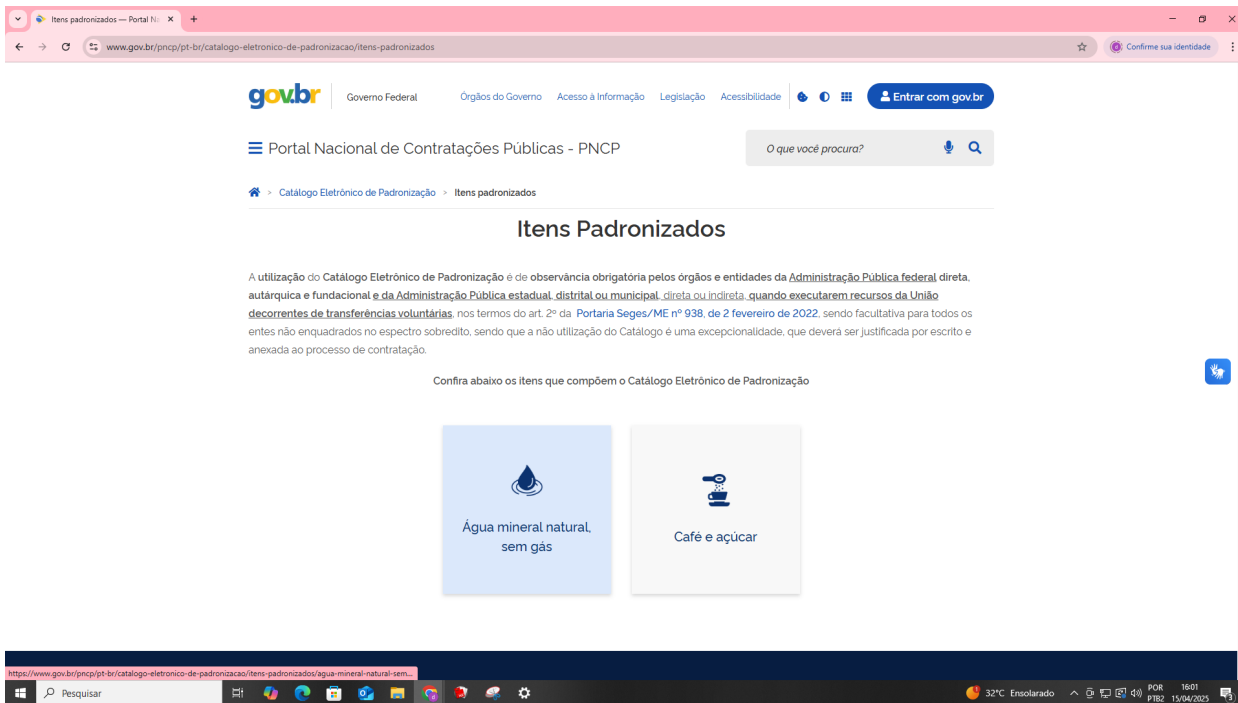 Itens padronizados — Portal Na
www.gov.br/pncp/pt-br/catalogo-eletronico-de-padronizacao/itens-padronizados
Confirme sua identidade
gov.br
Governo Federal
Órgãos do Governo
Acesso à Informação
Legislação
Acessibilidade
Entrar com gov.br
Portal Nacional de Contratações Públicas - PNCP
O que você procura?
> Catálogo Eletrônico de Padronização > Itens padronizados
Itens Padronizados
A utilização do Catálogo Eletrônico de Padronização é de observância obrigatória pelos órgãos e entidades da Administração Pública federal direta,
autárquica e fundacional e da Administração Pública estadual, distrital ou municipal, direta ou indireta, quando executarem recursos da União
decorrentes de transferências voluntárias, nos termos do art. 2º da Portaria Seges/ME nº 938, de 2 fevereiro de 2022, sendo facultativa para todos os
entes não enquadrados no espectro sobredito, sendo que a não utilização do Catálogo é uma excepcionalidade, que deverá ser justificada por escrito e
anexada ao processo de contratação.
Confira abaixo os itens que compõem o Catálogo Eletrônico de Padronização
Água mineral natural,
sem gás
Café e açúcar
https://www.gov.br/pncp/pt-br/catalogo-eletronico-de-padronizacao/itens-padronizados/agua-mineral-natural-sem...
Pesquisar
32°C Ensolarado
POR
PTB2
16:01
15/04/2025